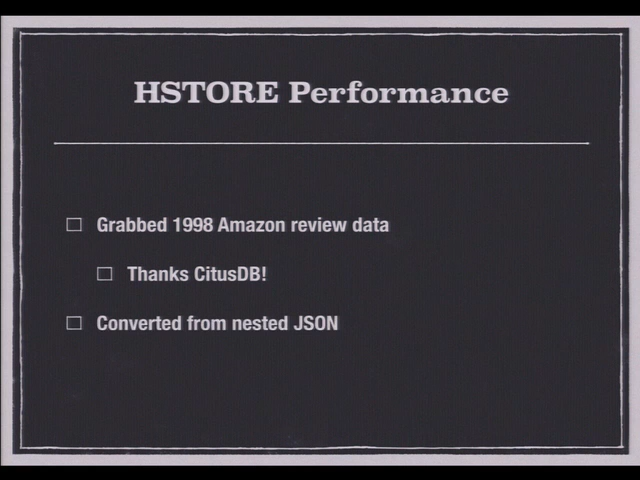 HSTORE Performance
Grabbed 1998 Amazon review data
Thanks CitusDB!
Converted from nested JSON